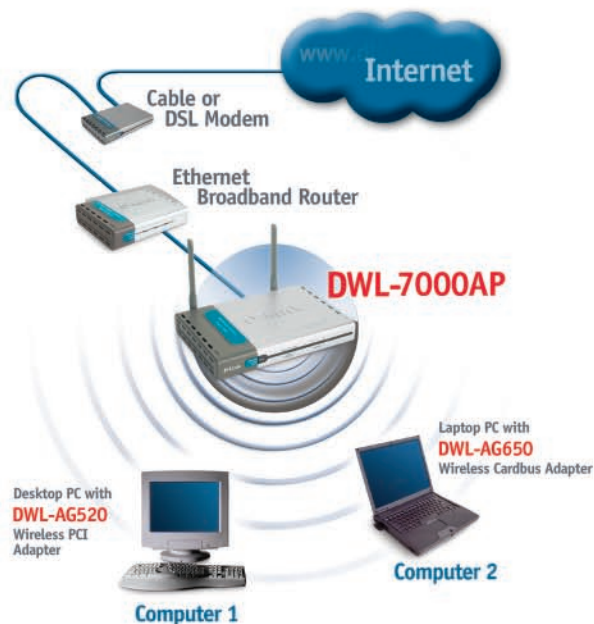 www.
Internet
Cable or
DSL Modem
Ethernet
Broadband Router
DWL-7000AP
Laptop PC with
DWL-AG650
Wireless Cardbus Adapter
Desktop PC with
DWL-AG520
Wireless PCI
Adapter
Computer 2
Computer 1